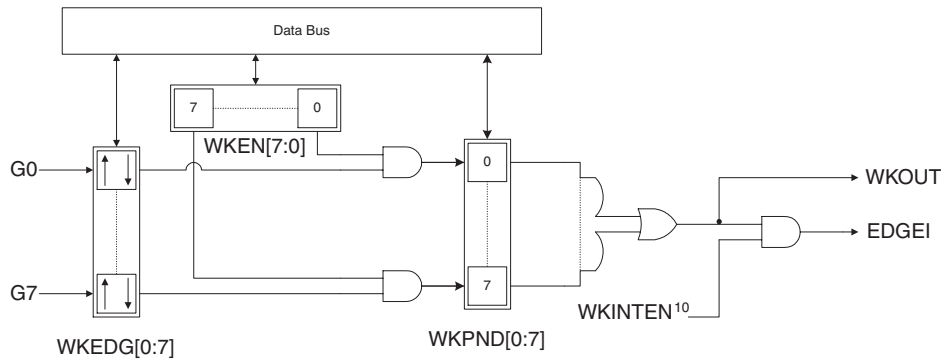 Data Bus
7 0
WKEN[7:0]
G0
0
WKOUT
EDGEI
G7
7
WKINTEN¹⁰
WKEDG[0:7]
WKPND[0:7]